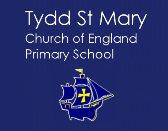 Tydd St Mary
Church of England
Primary School